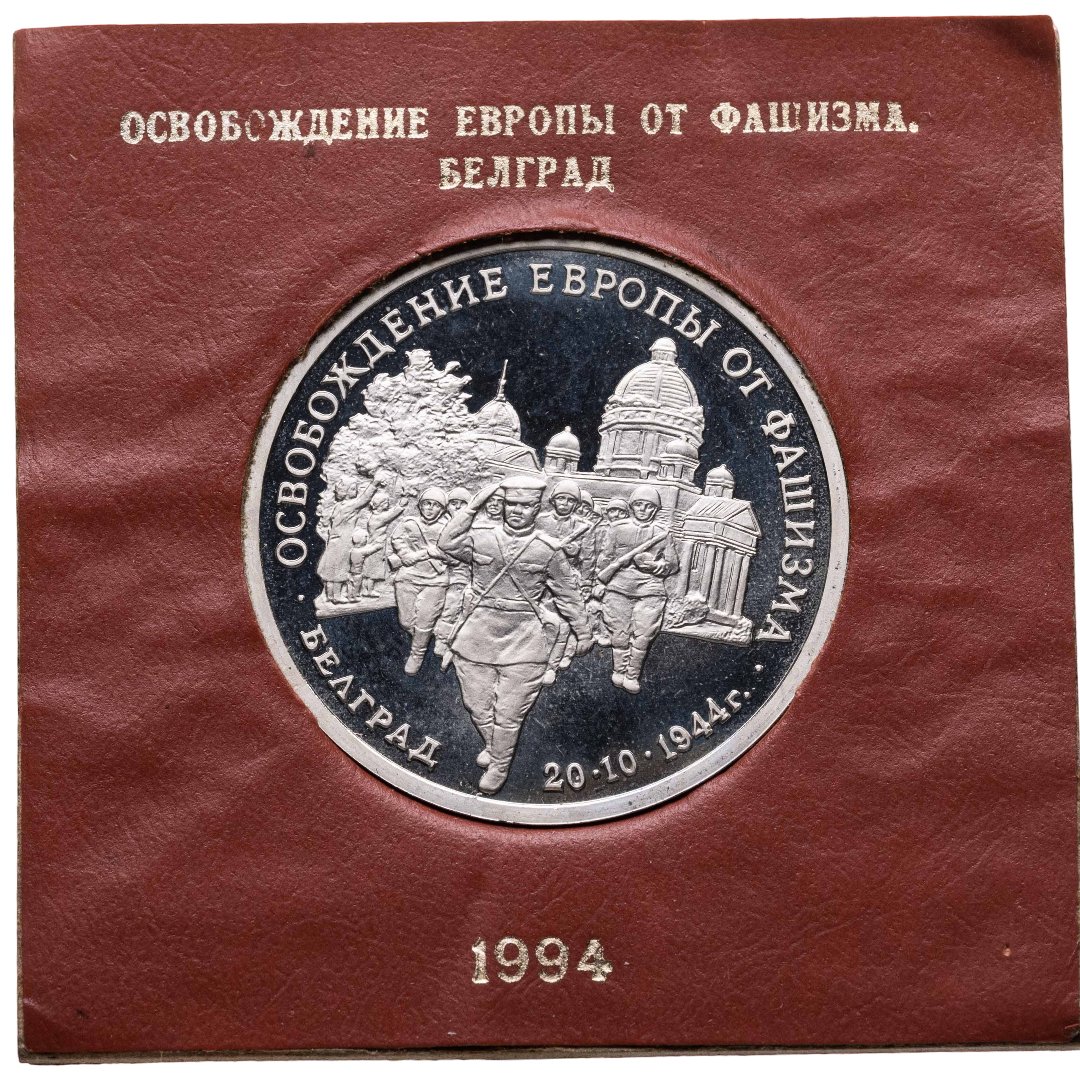 ОСВОБОЖДЕНИЕ ЕВРОПЫ ОТ ФАШИЗМА.
БЕЛГРАД
· ОСВОБОЖДЕНИЕ ЕВРОПЫ ОТ ФАШИЗМА ·
БЕЛГРАД
20·10·1944г.
1994